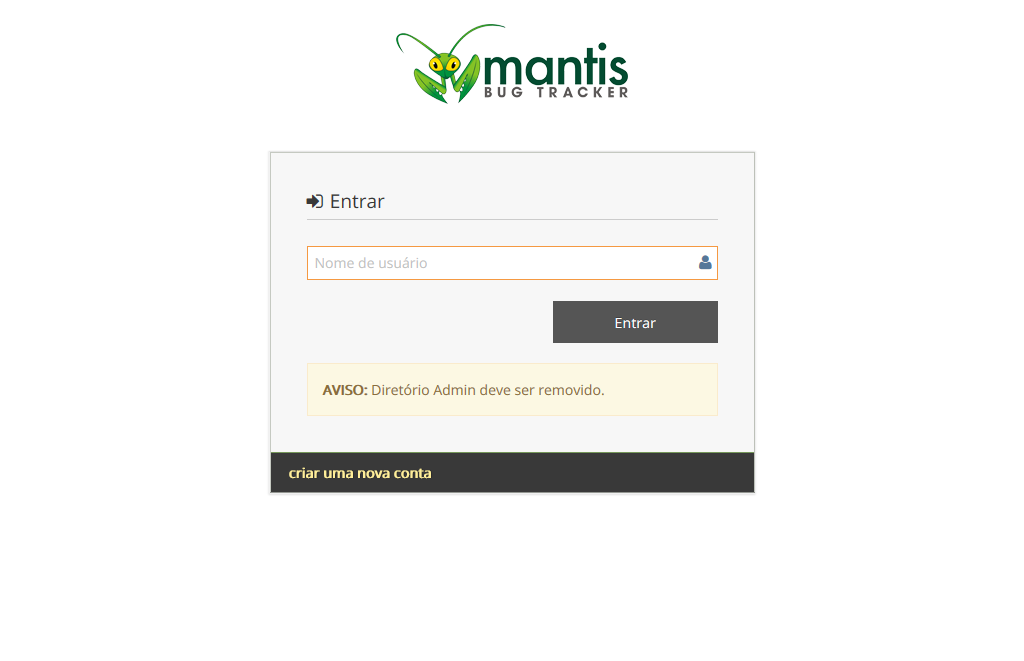 mantis
BUG TRACKER
Entrar
Nome de usuário
Entrar
AVISO: Diretório Admin deve ser removido.
criar uma nova conta